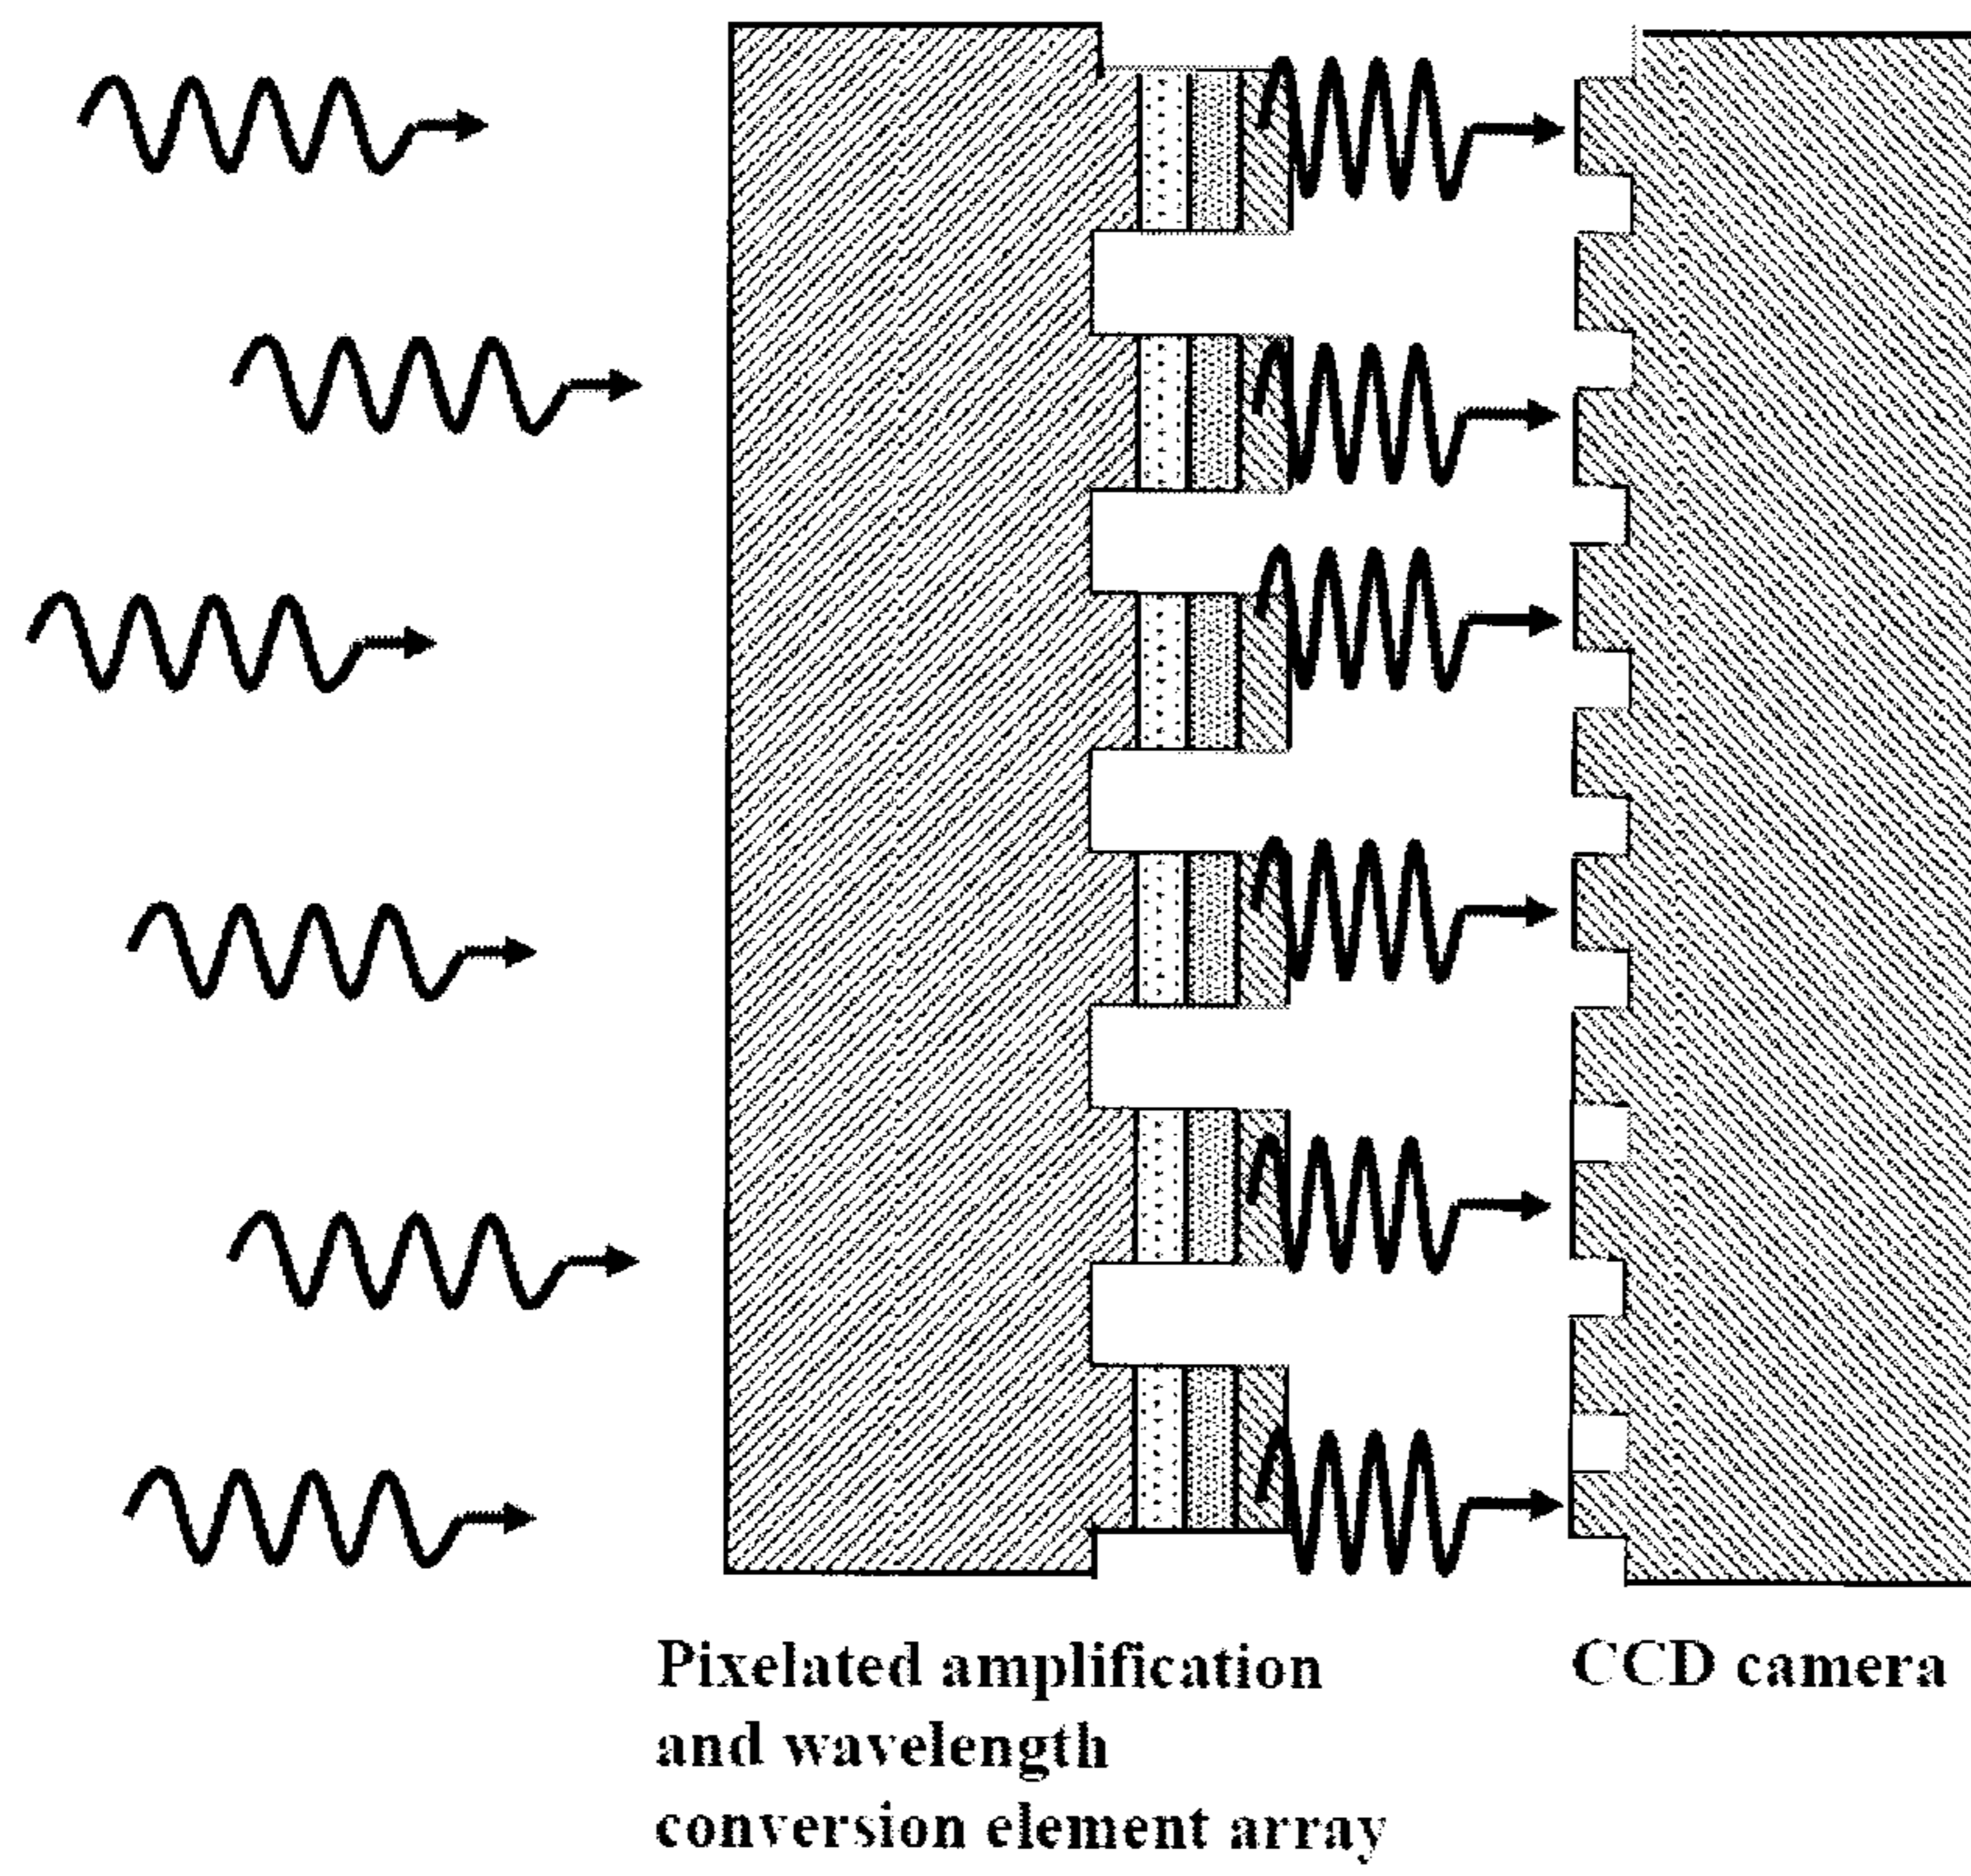 Pixelated amplification
and wavelength
conversion element array
CCD camera